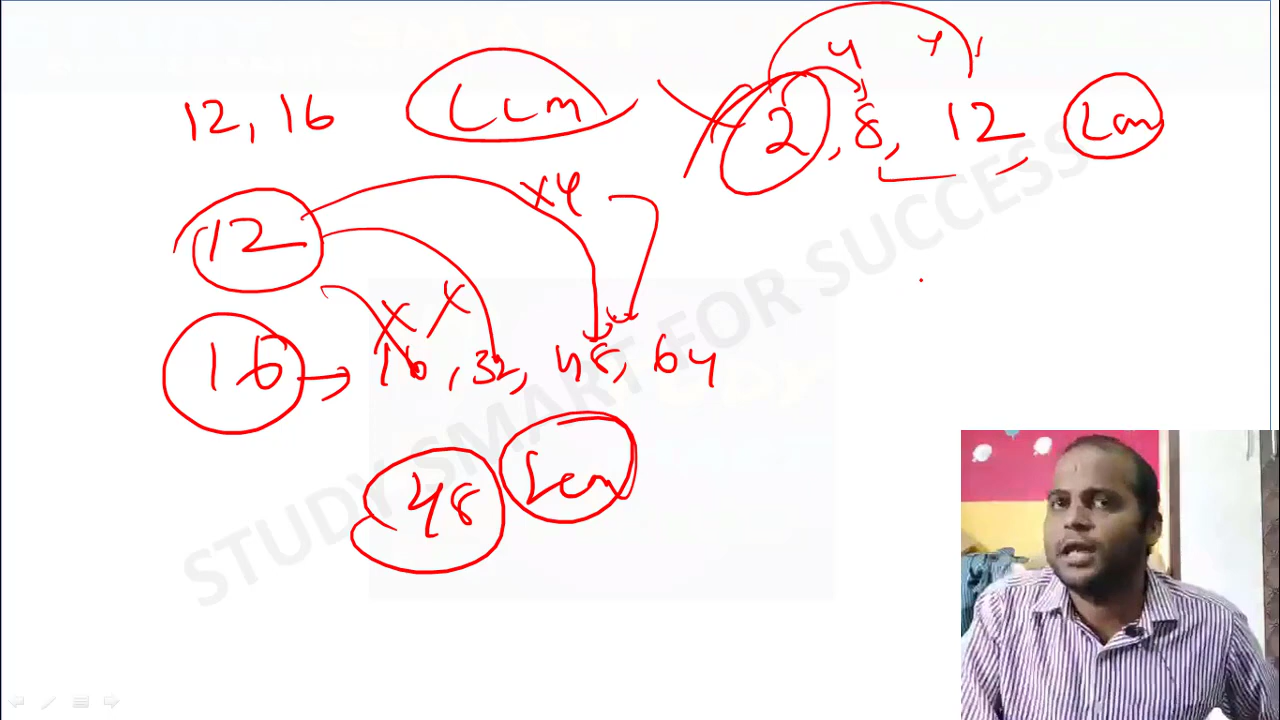 12, 16 LCM
2, 8, 12 Lcm
4
12
×4
× ×
16 → 16, 32, 48, 64
48 Lcm
STUDY SMART FOR SUCCESS